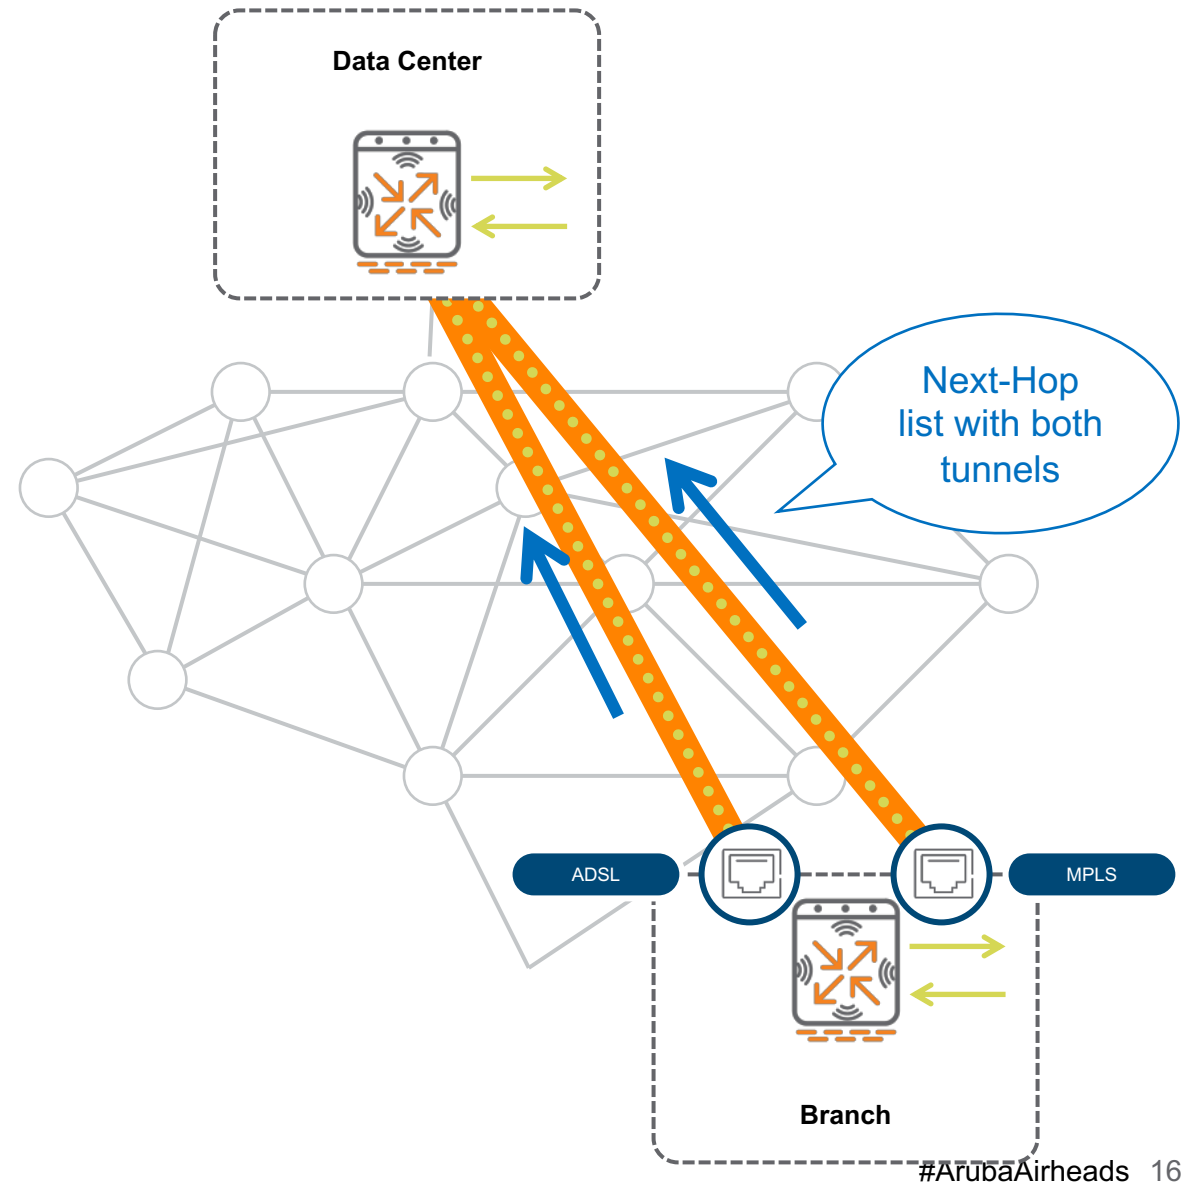 Data Center
Next-Hop
list with both
tunnels
ADSL
MPLS
Branch
#ArubaAirheads 16